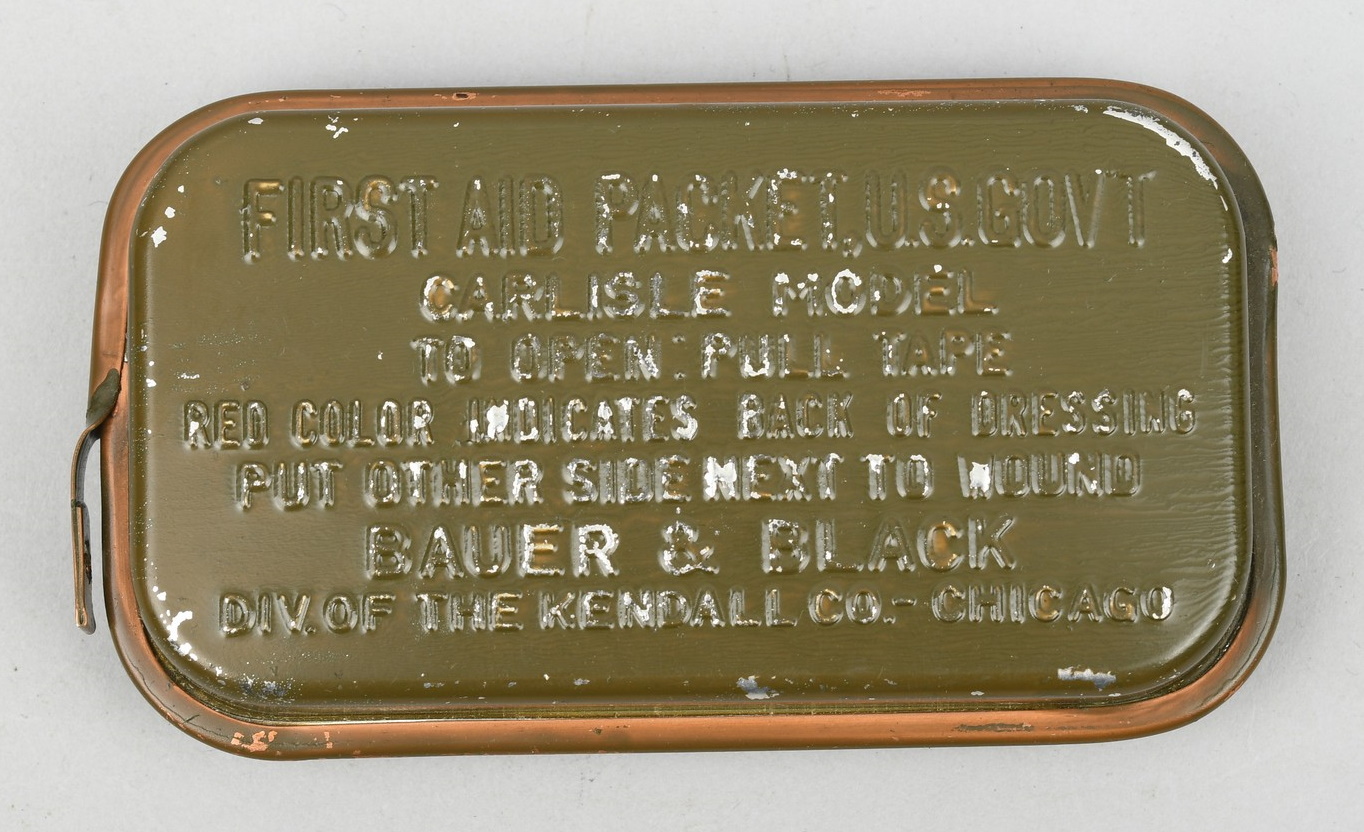 FIRST AID PACKET, U.S. GOV'T
CARLISLE MODEL
TO OPEN: PULL TAPE
RED COLOR INDICATES BACK OF DRESSING
PUT OTHER SIDE NEXT TO WOUND
BAUER & BLACK
DIV. OF THE KENDALL CO.-CHICAGO